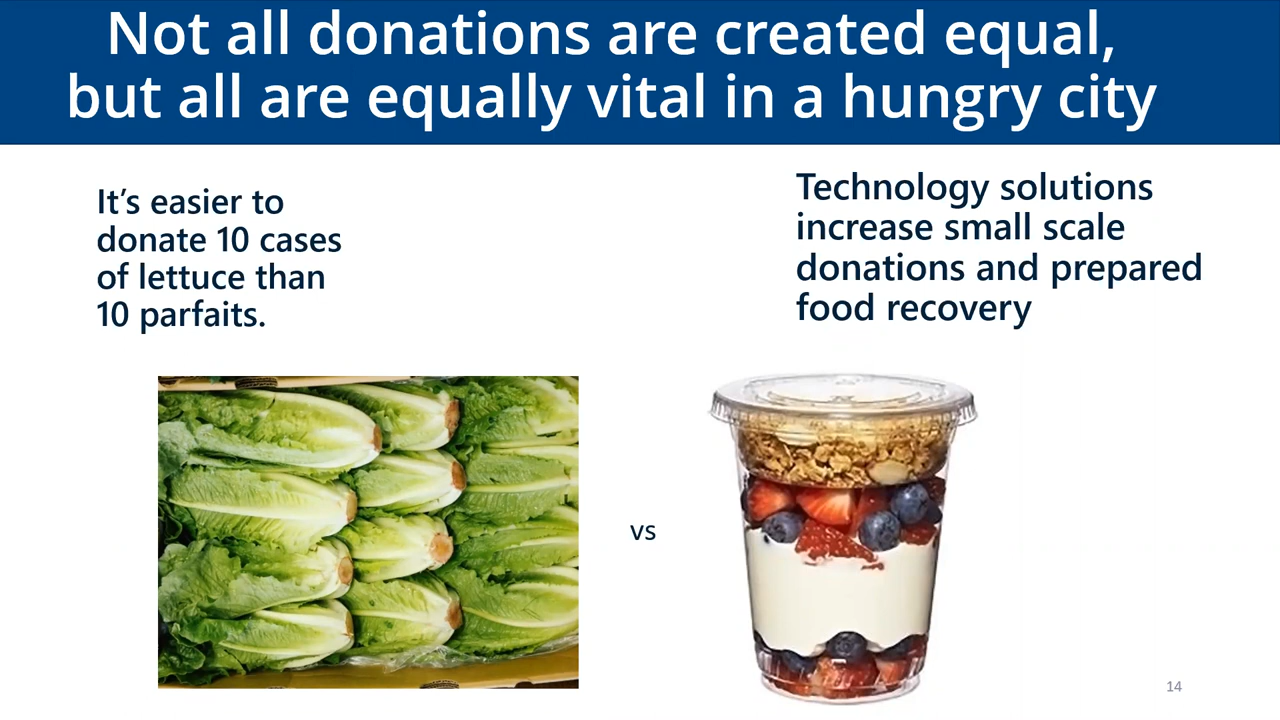 Not all donations are created equal,
but all are equally vital in a hungry city
It’s easier to
donate 10 cases
of lettuce than
10 parfaits.
Technology solutions
increase small scale
donations and prepared
food recovery
vs
14